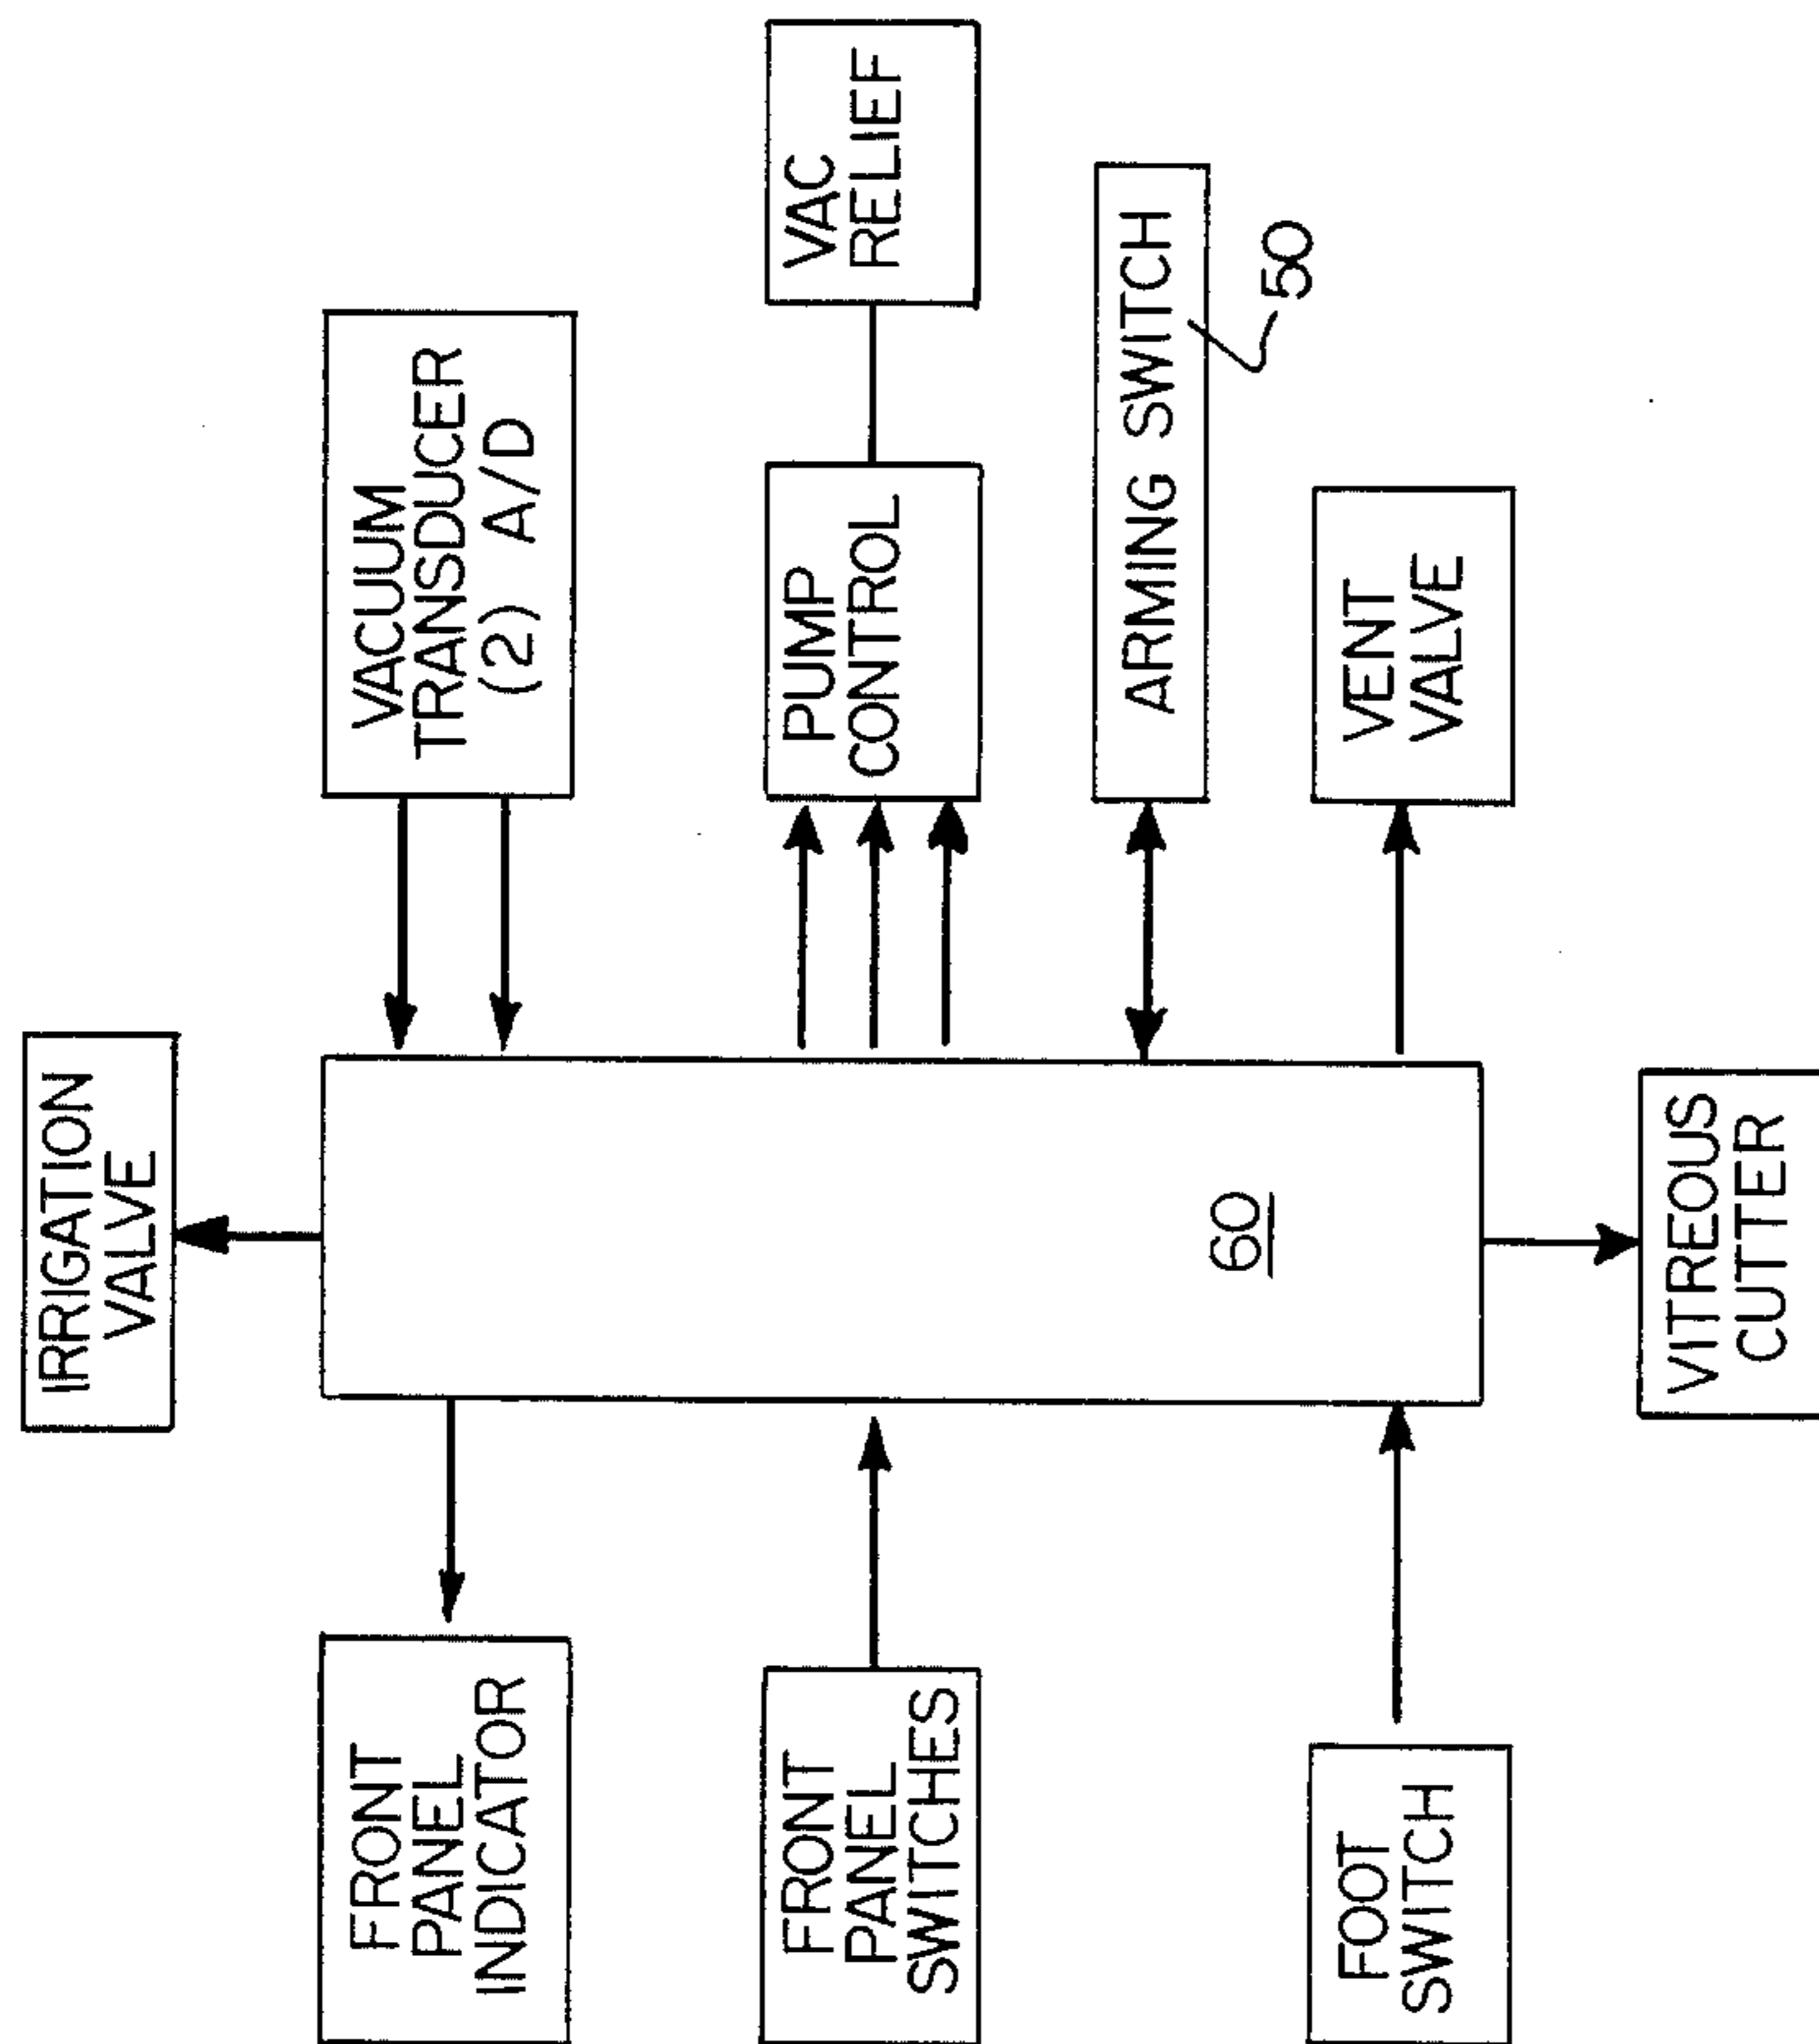 IRRIGATION
VALVE
FRONT
PANEL
INDICATOR
VACUUM
TRANSDUCER
(2) A/D
FRONT
PANEL
SWITCHES
PUMP
CONTROL
VAC
RELIEF
ARMING SWITCH
50
60
FOOT
SWITCH
VENT
VALVE
VITREOUS
CUTTER